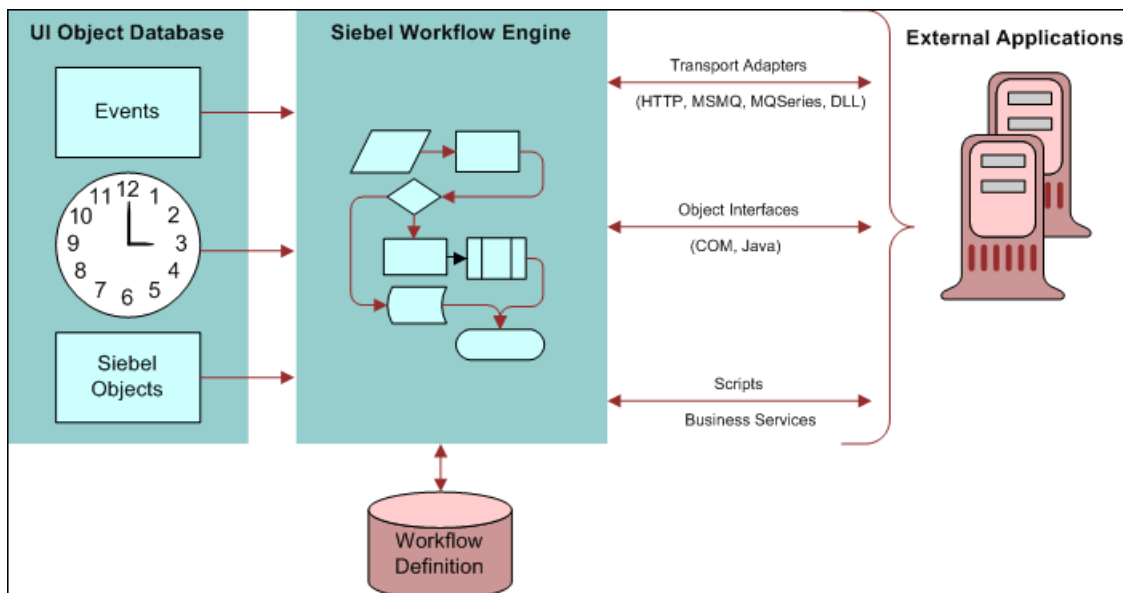 UI Object Database
Siebel Workflow Engine
External Applications
Events
12
1
2
3
4
5
6
7
8
9
10
11
Siebel
Objects
Transport Adapters
(HTTP, MSMQ, MQSeries, DLL)
Object Interfaces
(COM, Java)
Scripts
Business Services
Workflow
Definition